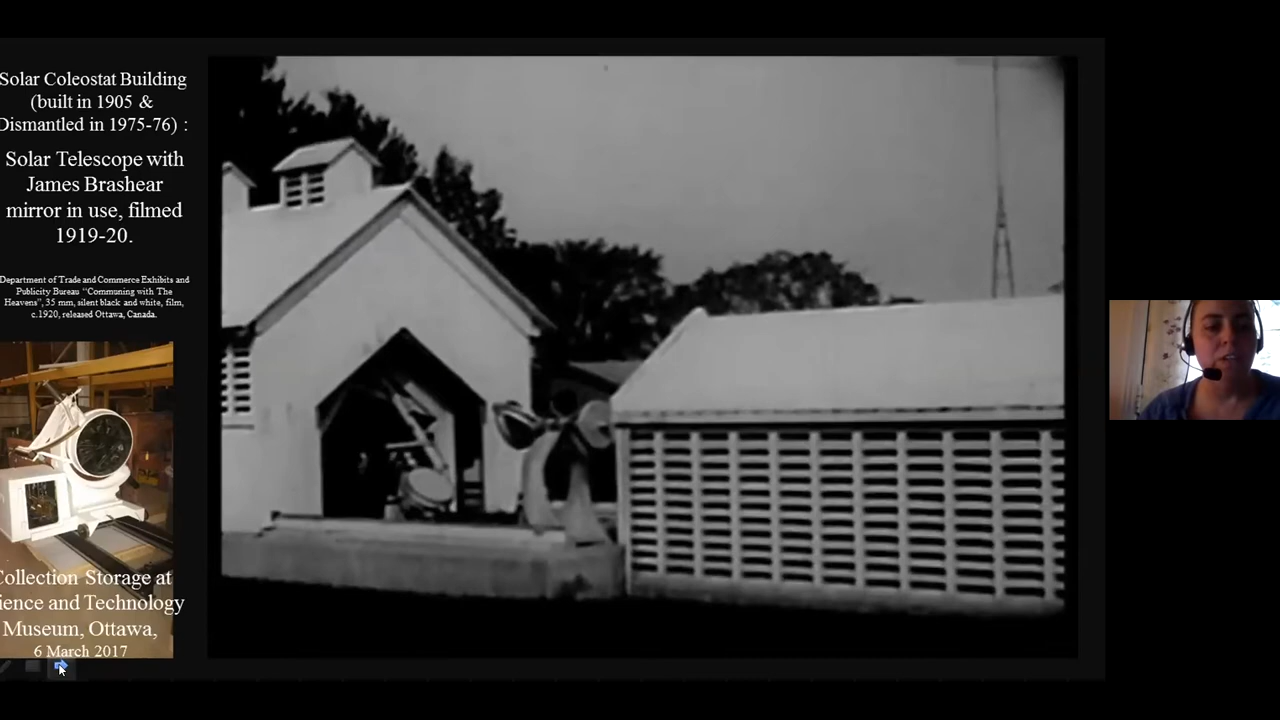 Solar Coleostat Building
(built in 1905 &
Dismantled in 1975-76) :
Solar Telescope with
James Brashear
mirror in use, filmed
1919-20.
Department of Trade and Commerce Exhibits and
Publicity Bureau "Communing with The
Heavens", 35 mm, silent black and white, film,
c.1920, released Ottawa, Canada.
Collection Storage at
ience and Technology
Museum, Ottawa,
6 March 2017